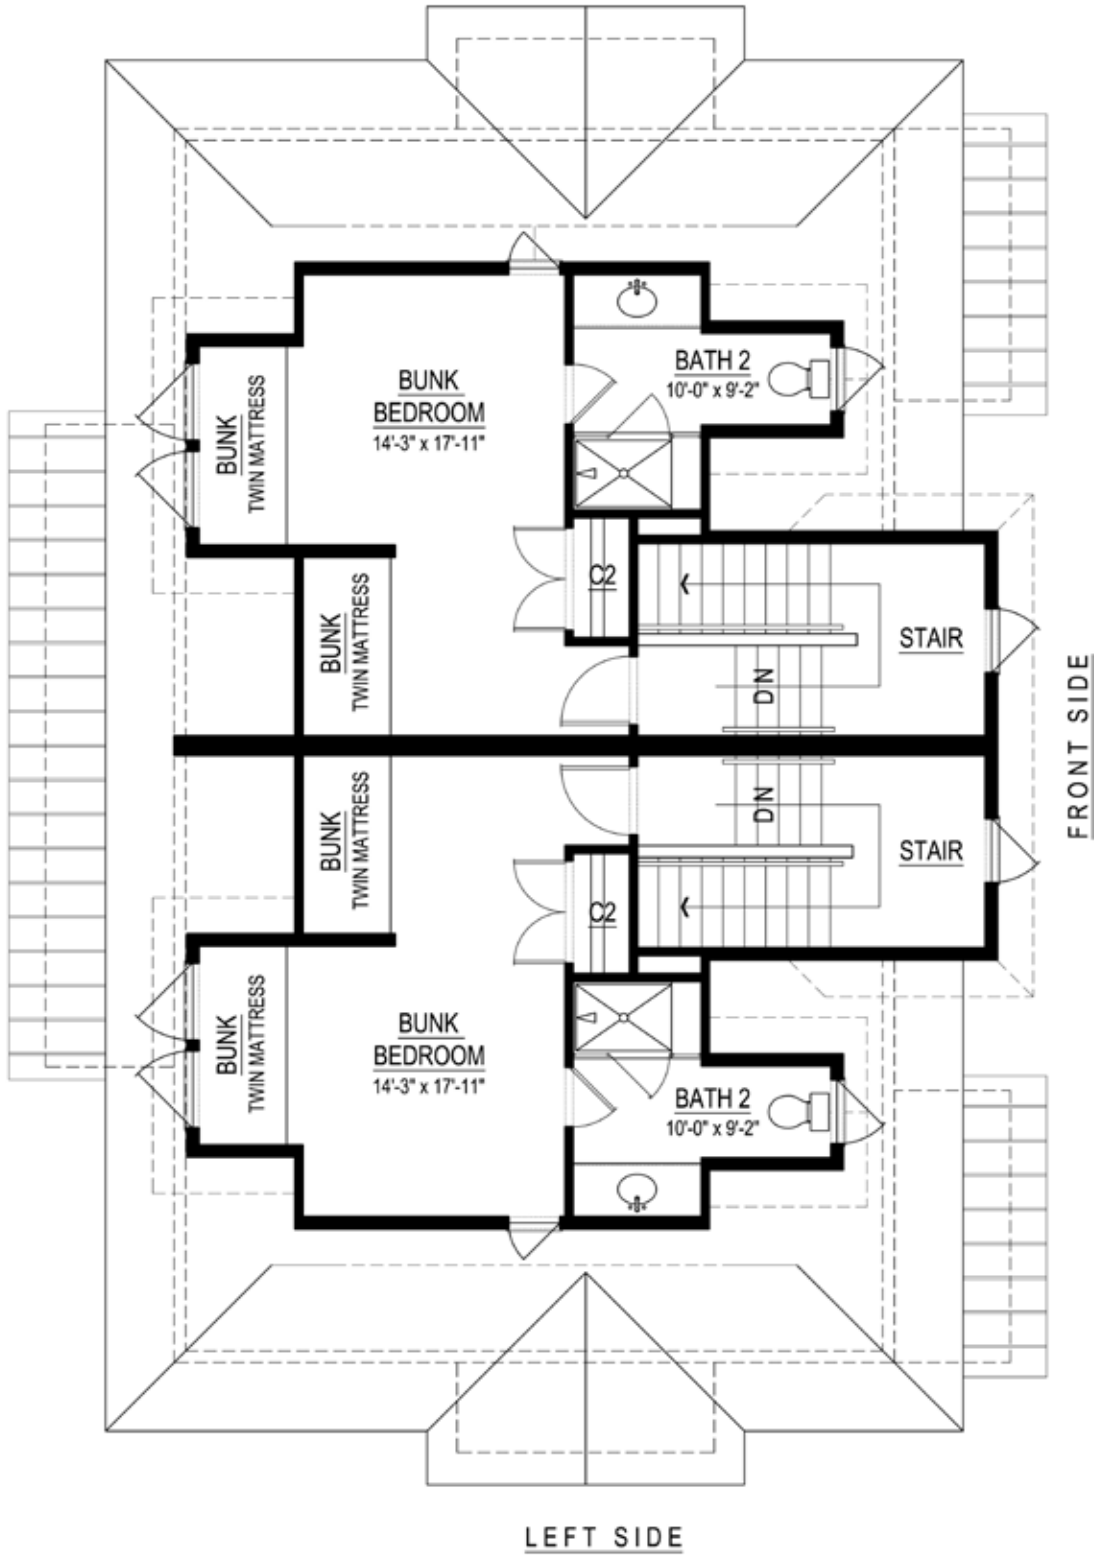 BATH 2
10'-0" x 9'-2"
BUNK
BEDROOM
14'-3" x 17'-11"
BUNK
TWIN MATTRESS
C2
BUNK
TWIN MATTRESS
STAIR
DN
FRONT SIDE
DN
STAIR
BUNK
TWIN MATTRESS
C2
BUNK
TWIN MATTRESS
BUNK
BEDROOM
14'-3" x 17'-11"
BATH 2
10'-0" x 9'-2"
LEFT SIDE